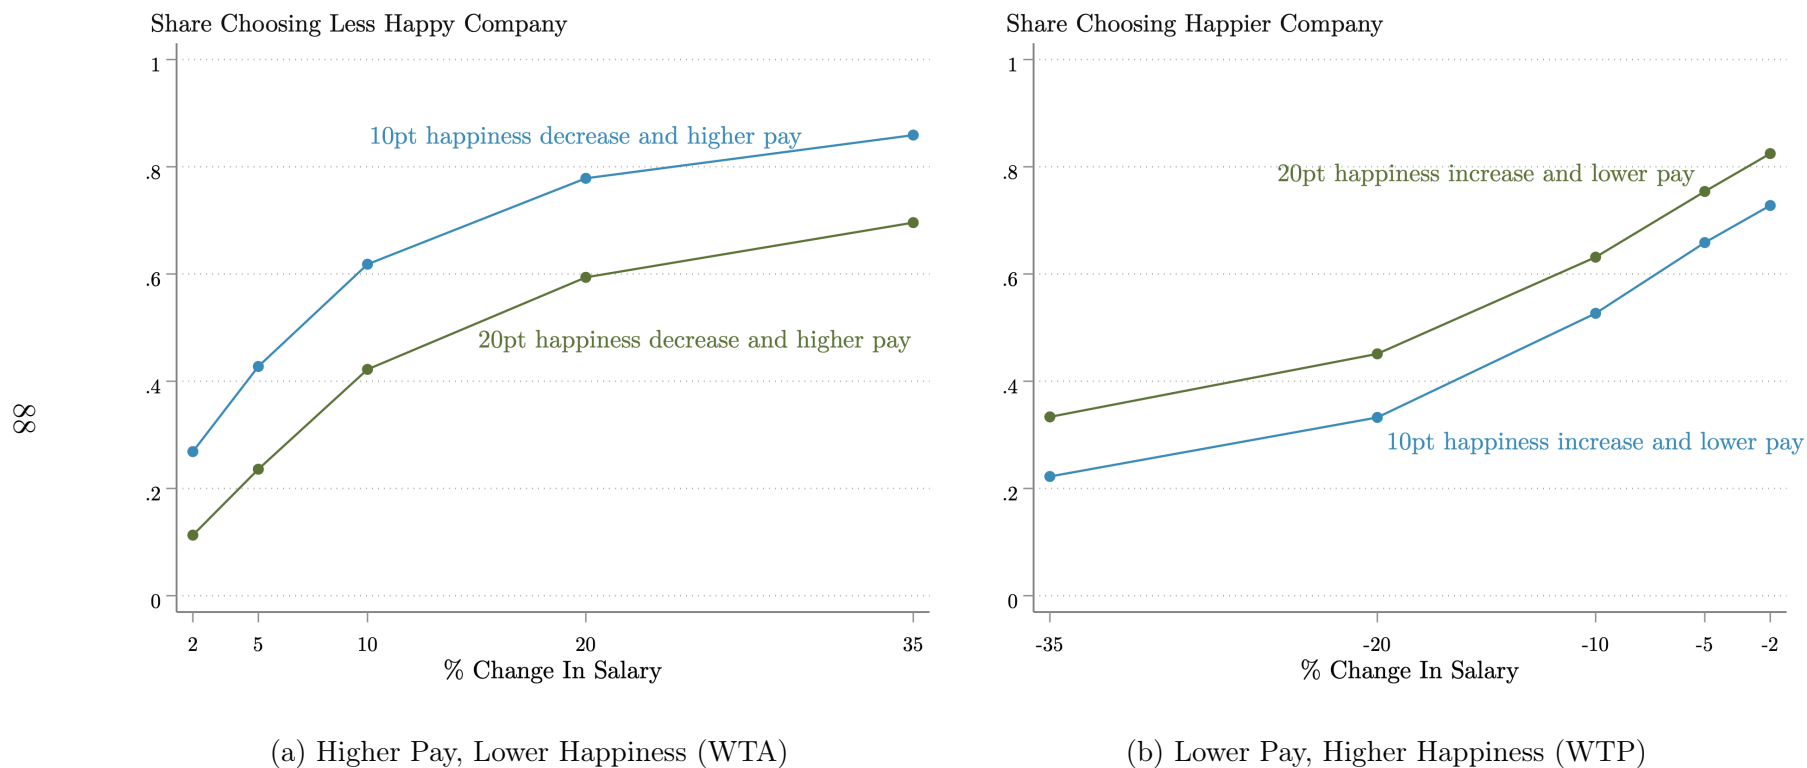 Share Choosing Less Happy Company
1
.8
.6
.4
.2
0
10pt happiness decrease and higher pay
20pt happiness decrease and higher pay
2 5 10 20 35
% Change In Salary
(a) Higher Pay, Lower Happiness (WTA)
Share Choosing Happier Company
1
.8
.6
.4
.2
0
20pt happiness increase and lower pay
10pt happiness increase and lower pay
-35 -20 -10 -5 -2
% Change In Salary
(b) Lower Pay, Higher Happiness (WTP)
88